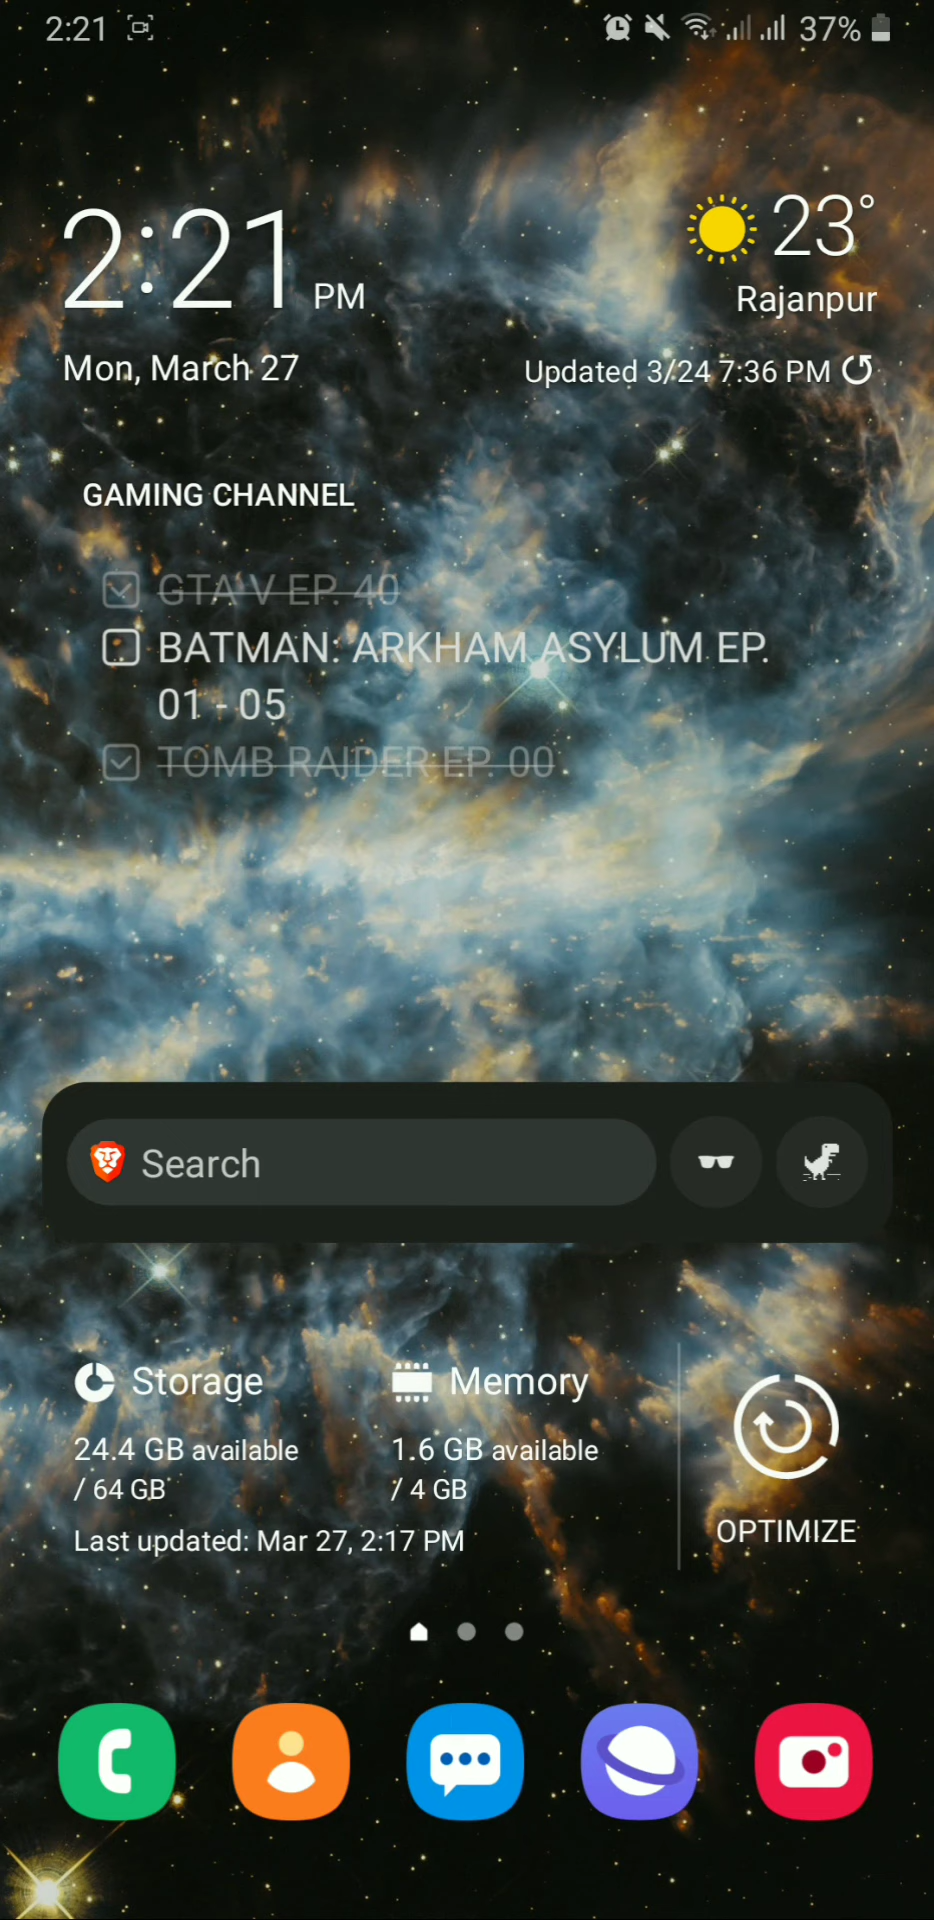 2:21 37%
2:21 PM
23°
Rajanpur
Mon, March 27
Updated 3/24 7:36 PM
GAMING CHANNEL
GTA V EP. 40
BATMAN: ARKHAM ASYLUM EP.
01 - 05
TOMB RAIDER EP. 00
Search
Storage
24.4 GB available
/ 64 GB
Memory
1.6 GB available
/ 4 GB
Last updated: Mar 27, 2:17 PM
OPTIMIZE